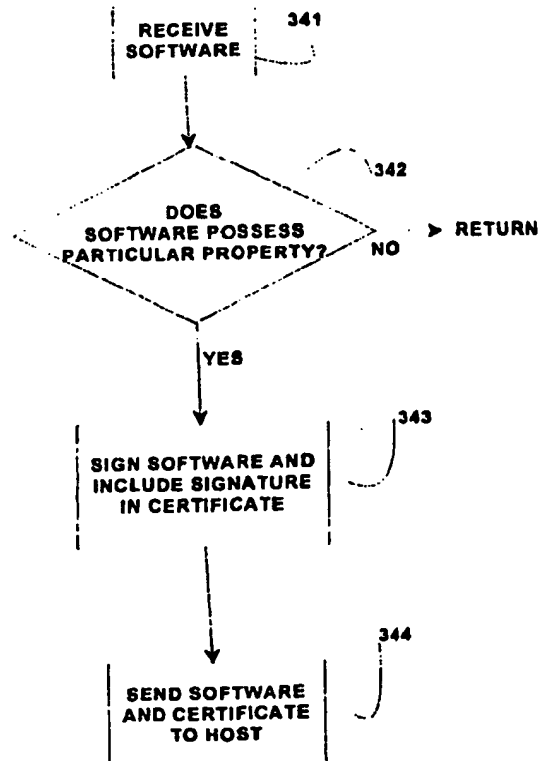 341
RECEIVE
SOFTWARE
342
DOES
SOFTWARE POSSESS
PARTICULAR PROPERTY?
NO
RETURN
YES
343
SIGN SOFTWARE AND
INCLUDE SIGNATURE
IN CERTIFICATE
344
SEND SOFTWARE
AND CERTIFICATE
TO HOST